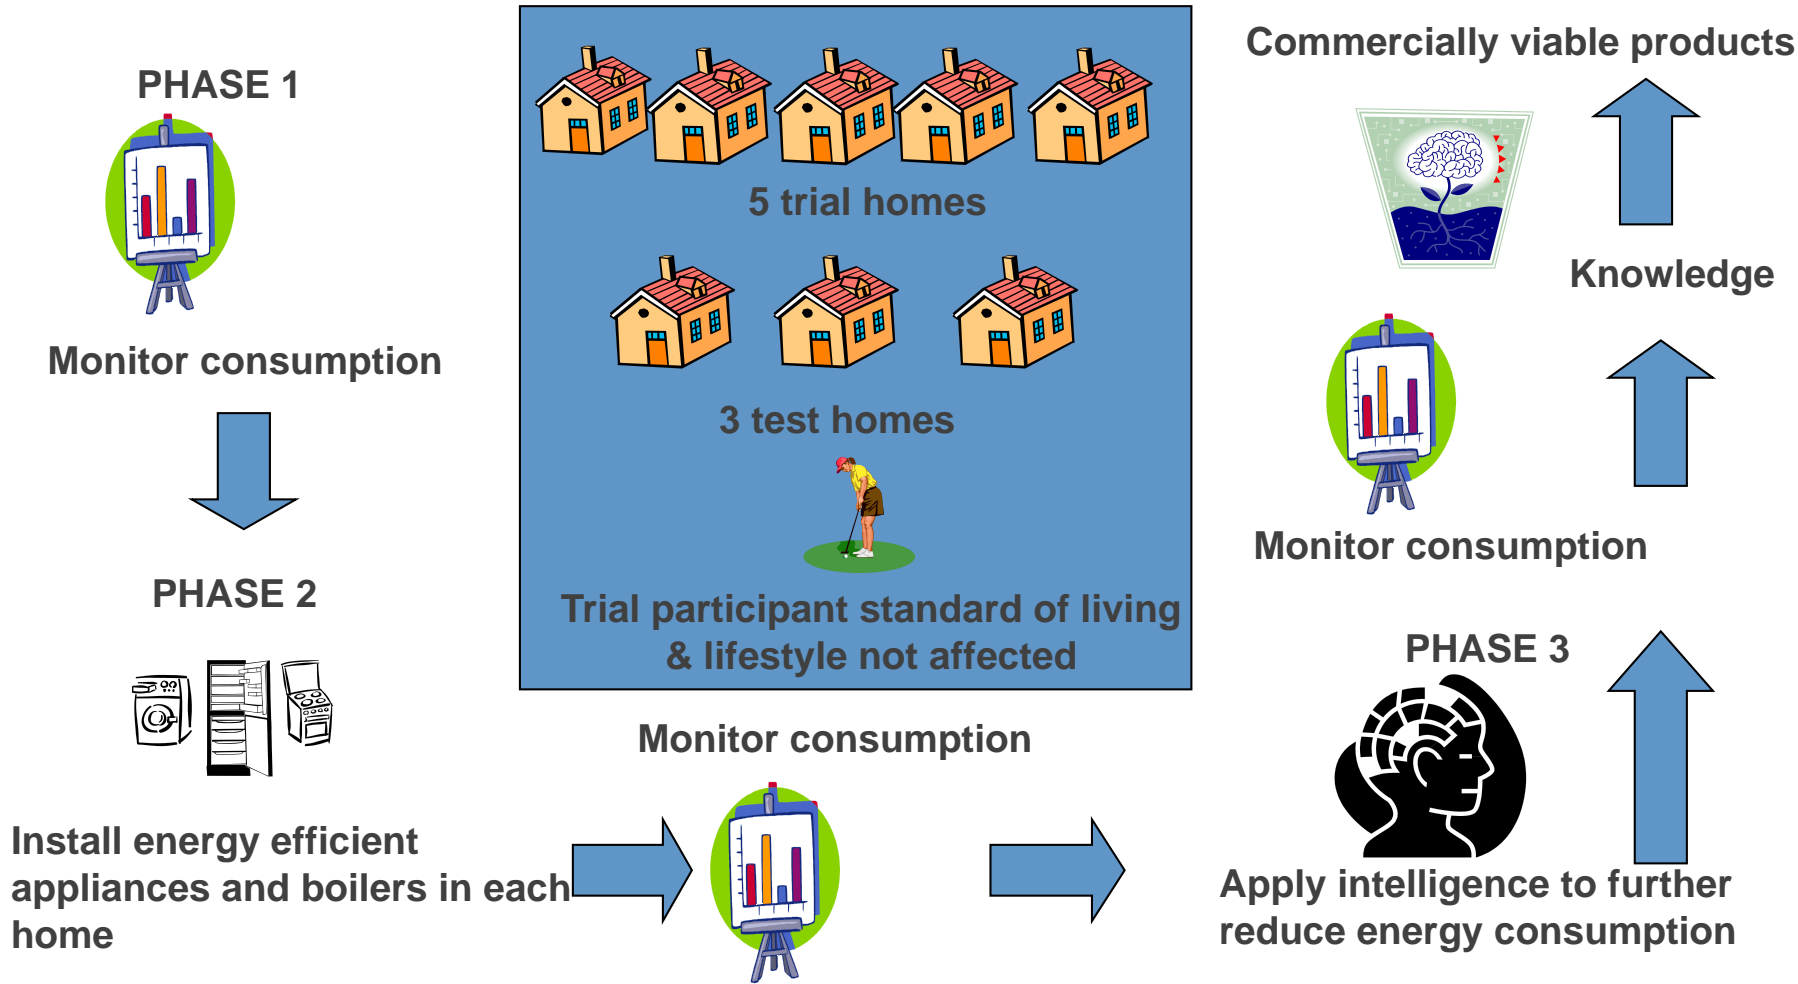 PHASE 1
Monitor consumption
PHASE 2
Install energy efficient
appliances and boilers in each
home
5 trial homes
3 test homes
Trial participant standard of living
& lifestyle not affected
Monitor consumption
PHASE 3
Apply intelligence to further
reduce energy consumption
Monitor consumption
Knowledge
Commercially viable products